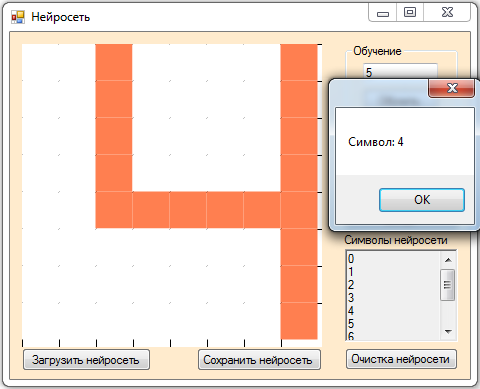 Нейросеть
Обучение
5
Символ: 4
OK
Символы нейросети
0
1
2
3
4
5
6
Загрузить нейросеть
Сохранить нейросеть
Очистка нейросети